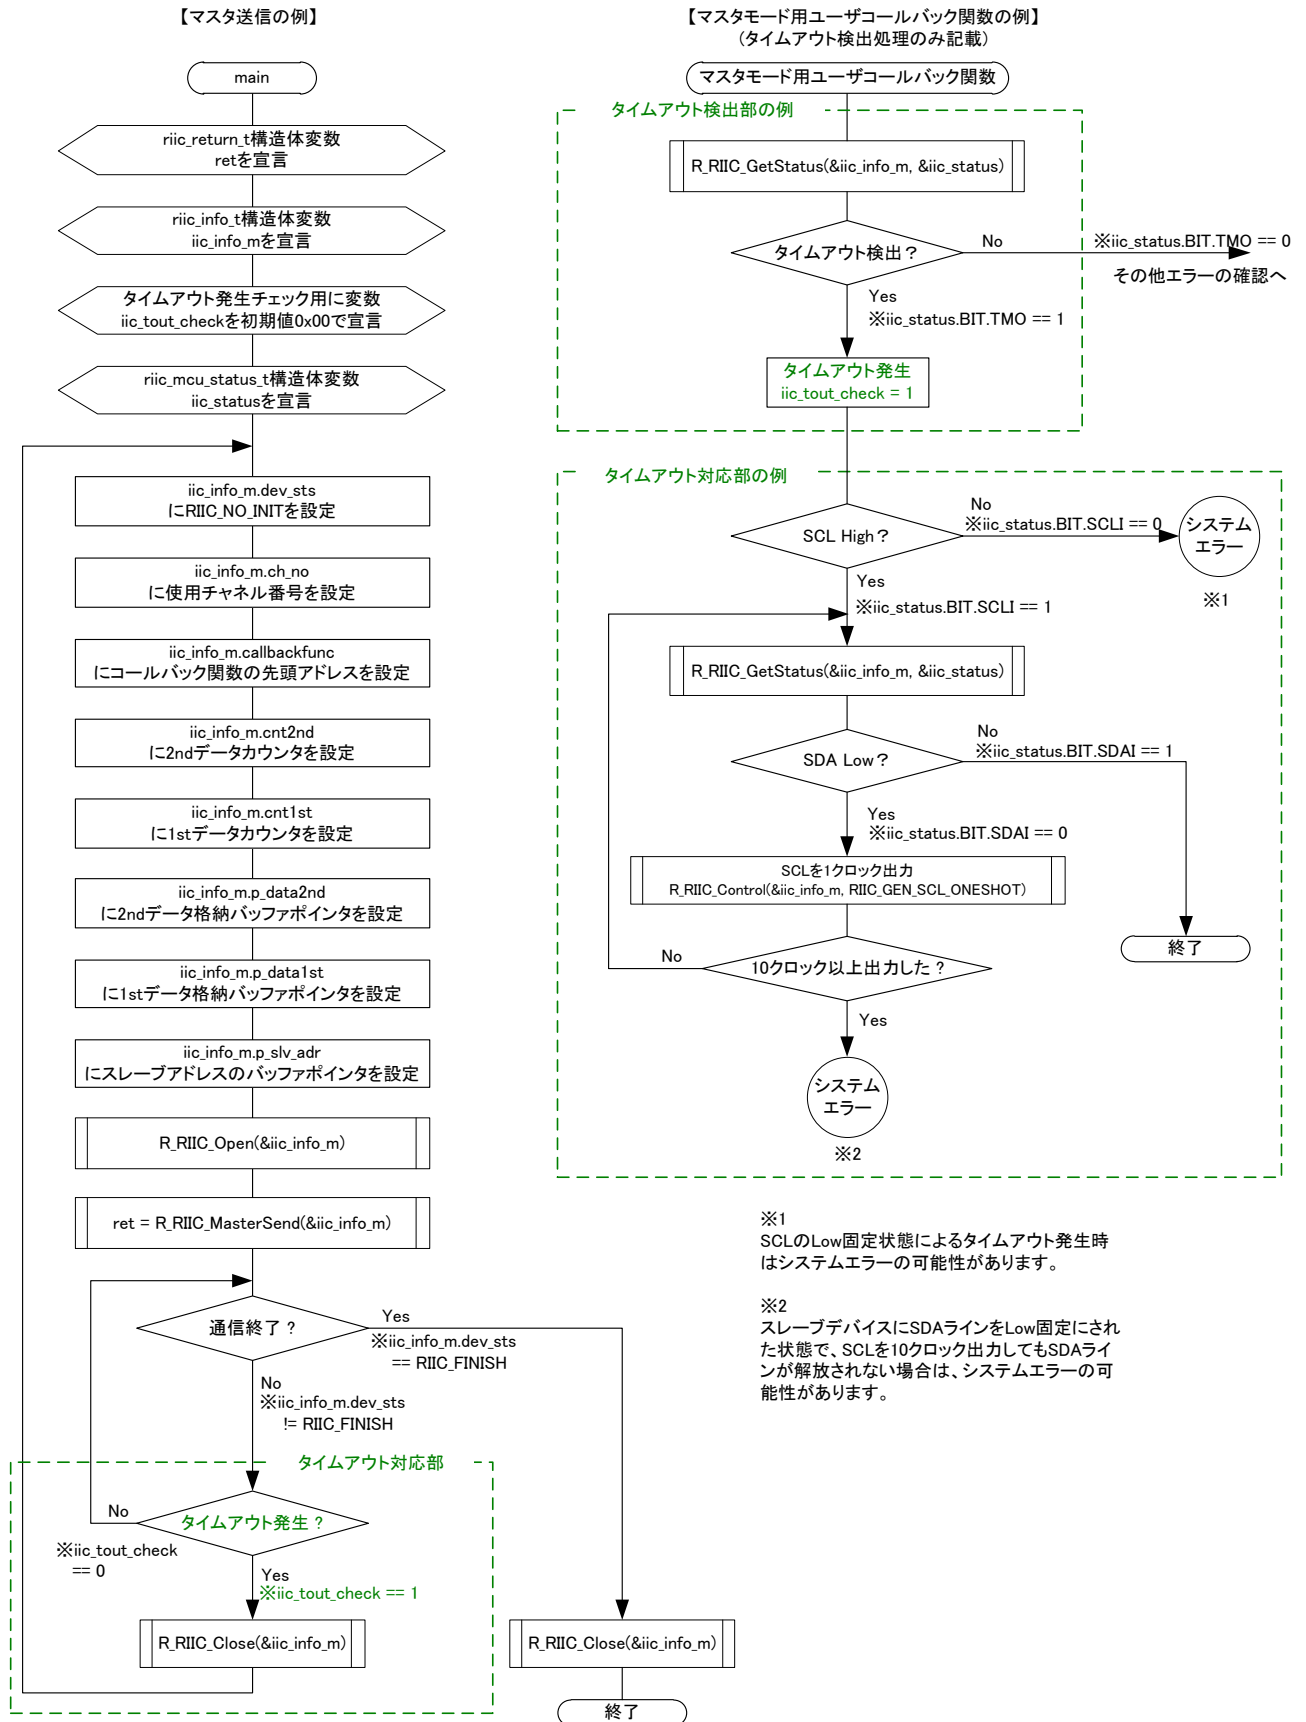 【マスタ送信の例】
main
riic_return_t構造体変数
retを宣言
riic_info_t構造体変数
iic_info_mを宣言
タイムアウト発生チェック用に変数
iic_tout_checkを初期値0x00で宣言
riic_mcu_status_t構造体変数
iic_statusを宣言
iic_info_m.dev_sts
にRIIC_NO_INITを設定
iic_info_m.ch_no
に使用チャネル番号を設定
iic_info_m.callbackfunc
にコールバック関数の先頭アドレスを設定
iic_info_m.cnt2nd
に2ndデータカウンタを設定
iic_info_m.cnt1st
に1stデータカウンタを設定
iic_info_m.p_data2nd
に2ndデータ格納バッファポインタを設定
iic_info_m.p_data1st
に1stデータ格納バッファポインタを設定
iic_info_m.p_slv_adr
にスレーブアドレスのバッファポインタを設定
R_RIIC_Open(&iic_info_m)
ret = R_RIIC_MasterSend(&iic_info_m)
通信終了？
Yes
※iic_info_m.dev_sts
== RIIC_FINISH
No
※iic_info_m.dev_sts
!= RIIC_FINISH
タイムアウト対応部
タイムアウト発生？
No
※iic_tout_check
== 0
Yes
※iic_tout_check == 1
R_RIIC_Close(&iic_info_m)
R_RIIC_Close(&iic_info_m)
終了
【マスタモード用ユーザコールバック関数の例】
（タイムアウト検出処理のみ記載）
マスタモード用ユーザコールバック関数
タイムアウト検出部の例
R_RIIC_GetStatus(&iic_info_m, &iic_status)
タイムアウト検出？
No
※iic_status.BIT.TMO == 0
その他エラーの確認へ
Yes
※iic_status.BIT.TMO == 1
タイムアウト発生
iic_tout_check = 1
タイムアウト対応部の例
SCL High？
No
※iic_status.BIT.SCLI == 0
システム
エラー
※1
Yes
※iic_status.BIT.SCLI == 1
R_RIIC_GetStatus(&iic_info_m, &iic_status)
SDA Low？
No
※iic_status.BIT.SDAI == 1
Yes
※iic_status.BIT.SDAI == 0
SCLを1クロック出力
R_RIIC_Control(&iic_info_m, RIIC_GEN_SCL_ONESHOT)
終了
10クロック以上出力した？
No
Yes
システム
エラー
※2
※1
SCLのLow固定状態によるタイムアウト発生時
はシステムエラーの可能性があります。
※2
スレーブデバイスにSDAラインをLow固定にされ
た状態で、SCLを10クロック出力してもSDAライ
ンが解放されない場合は、システムエラーの可
能性があります。